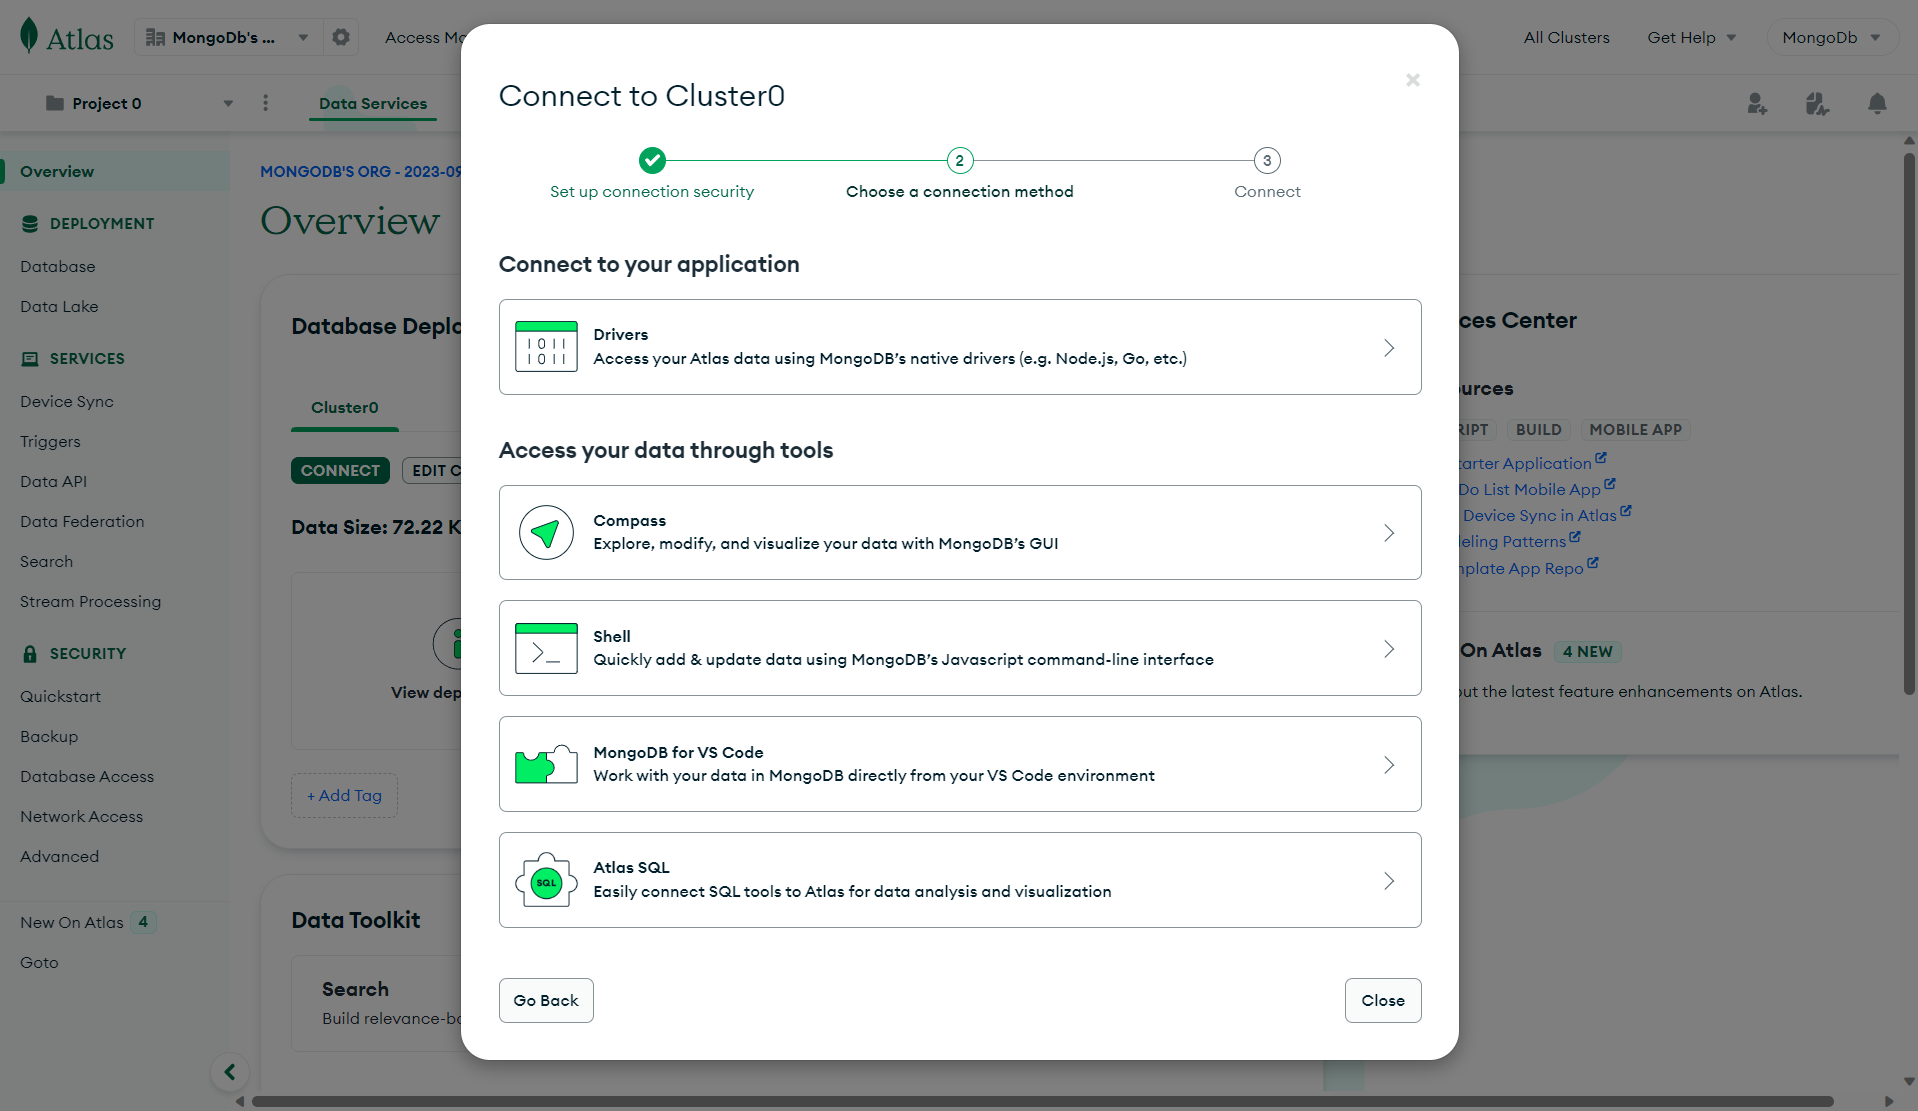 Atlas
MongoDb's ...
Access
All Clusters
Get Help
MongoDb
Project 0
Data Services
Overview
DEPLOYMENT
Database
Data Lake
SERVICES
Device Sync
Triggers
Data API
Data Federation
Search
Stream Processing
SECURITY
Quickstart
Backup
Database Access
Network Access
Advanced
New On Atlas 4
Goto
MONGODB'S ORG - 2023-09
Overview
Database Deplo
Cluster0
CONNECT
EDIT C
Data Size: 72.22 K
View dep
+ Add Tag
Data Toolkit
Search
Build relevance-ba
Connect to Cluster0
2
3
Set up connection security
Choose a connection method
Connect
Connect to your application
1011
1011
Drivers
Access your Atlas data using MongoDB's native drivers (e.g. Node.js, Go, etc.)
Access your data through tools
Compass
Explore, modify, and visualize your data with MongoDB's GUI
>_
Shell
Quickly add & update data using MongoDB's Javascript command-line interface
MongoDB for VS Code
Work with your data in MongoDB directly from your VS Code environment
SQL
Atlas SQL
Easily connect SQL tools to Atlas for data analysis and visualization
Go Back
Close
ces Center
urces
RIPT
BUILD
MOBILE APP
tarter Application
Do List Mobile App
Device Sync in Atlas
eling Patterns
plate App Repo
On Atlas
4 NEW
ut the latest feature enhancements on Atlas.